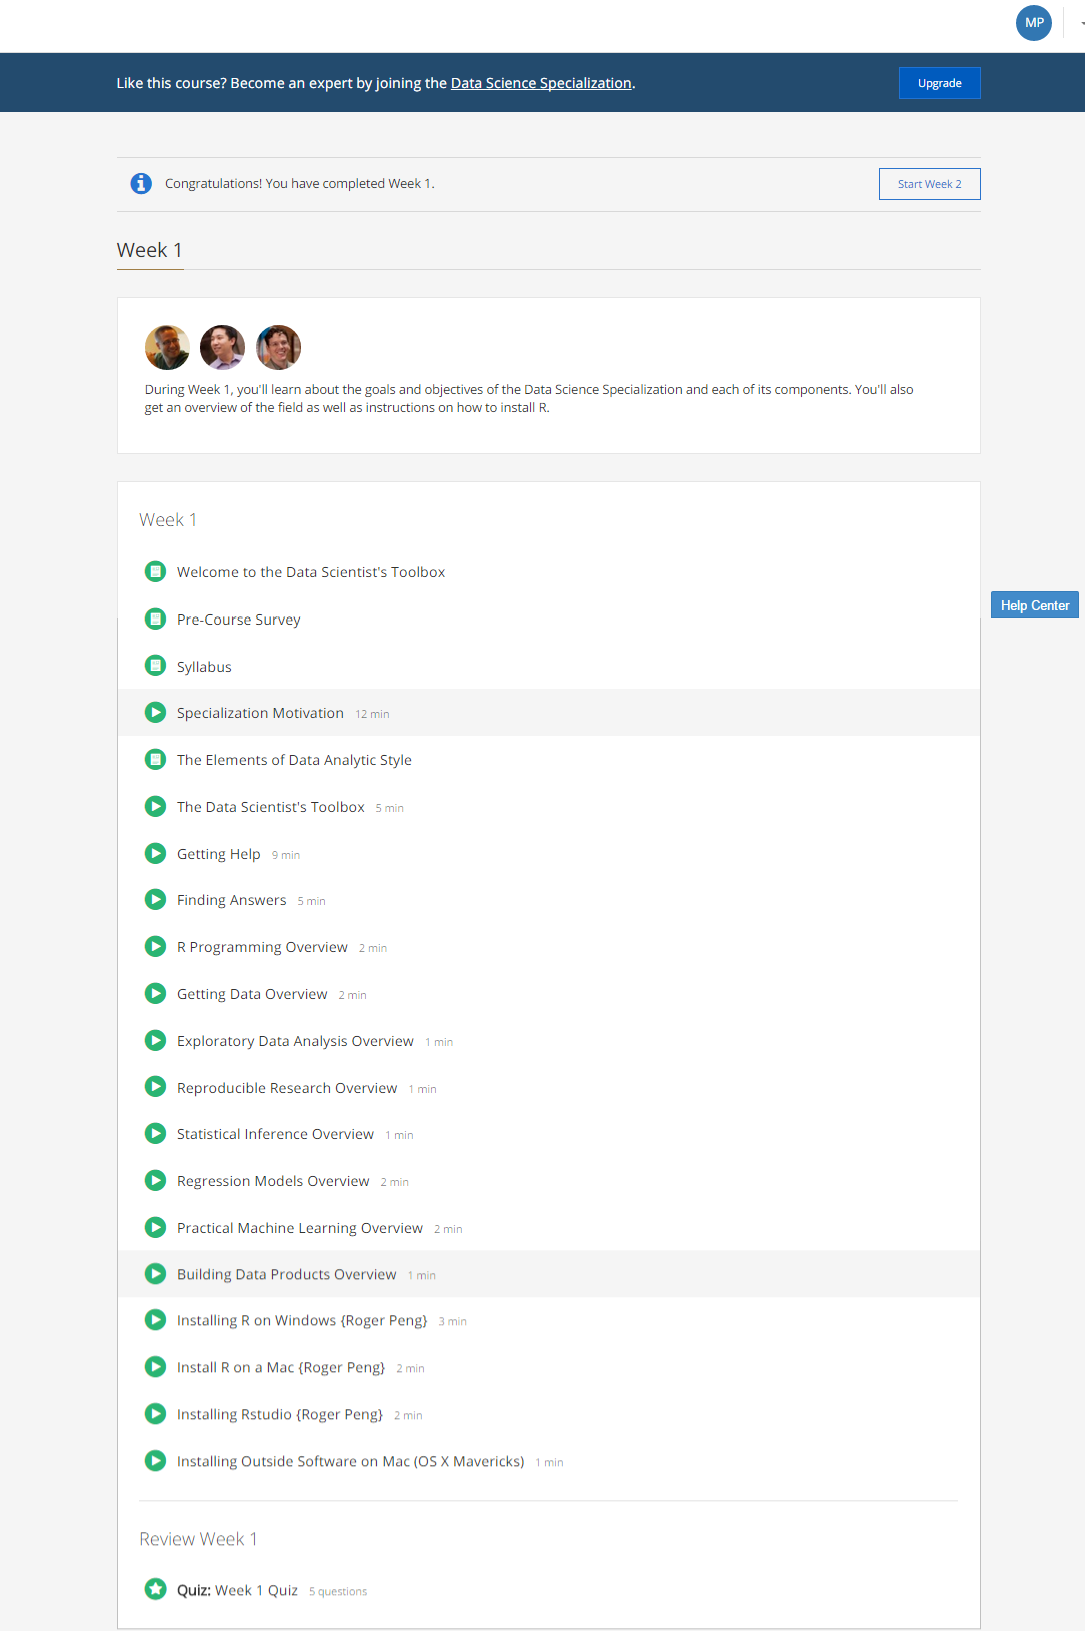 MP
Like this course? Become an expert by joining the Data Science Specialization.
Upgrade
Congratulations! You have completed Week 1.
Start Week 2
Week 1
During Week 1, you'll learn about the goals and objectives of the Data Science Specialization and each of its components. You'll also
get an overview of the field as well as instructions on how to install R.
Week 1
Welcome to the Data Scientist's Toolbox
Help Center
Pre-Course Survey
Syllabus
Specialization Motivation 12 min
The Elements of Data Analytic Style
The Data Scientist's Toolbox 5 min
Getting Help 9 min
Finding Answers 5 min
R Programming Overview 2 min
Getting Data Overview 2 min
Exploratory Data Analysis Overview 1 min
Reproducible Research Overview 1 min
Statistical Inference Overview 1 min
Regression Models Overview 2 min
Practical Machine Learning Overview 2 min
Building Data Products Overview 1 min
Installing R on Windows {Roger Peng} 3 min
Install R on a Mac {Roger Peng} 2 min
Installing Rstudio {Roger Peng} 2 min
Installing Outside Software on Mac (OS X Mavericks) 1 min
Review Week 1
Quiz: Week 1 Quiz 5 questions